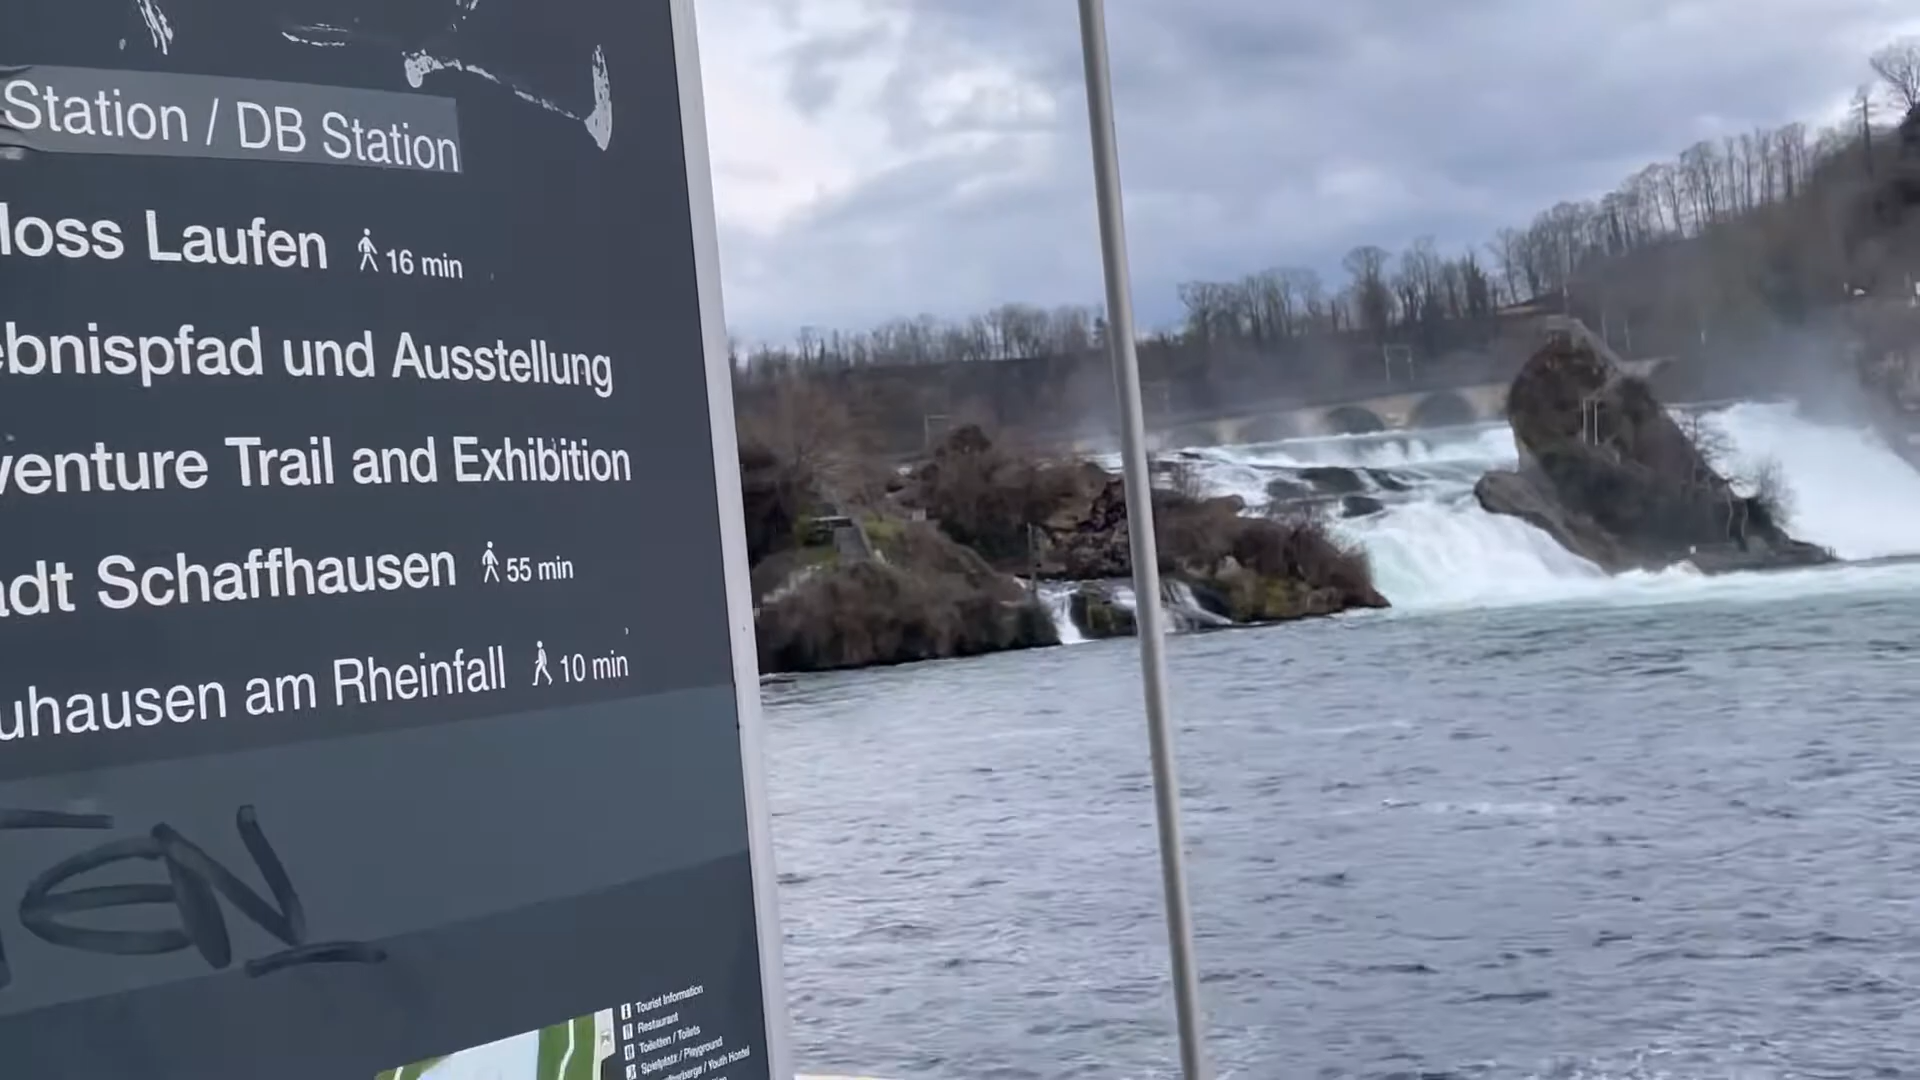 Station / DB Station
loss Laufen 16 min
ebnispfad und Ausstellung
venture Trail and Exhibition
adt Schaffhausen 55 min
uhausen am Rheinfall 10 min
EN
Tourist Information
Restaurant
Toiletten / Toilets
Spielplatz / Playground
/ Youth Hostel